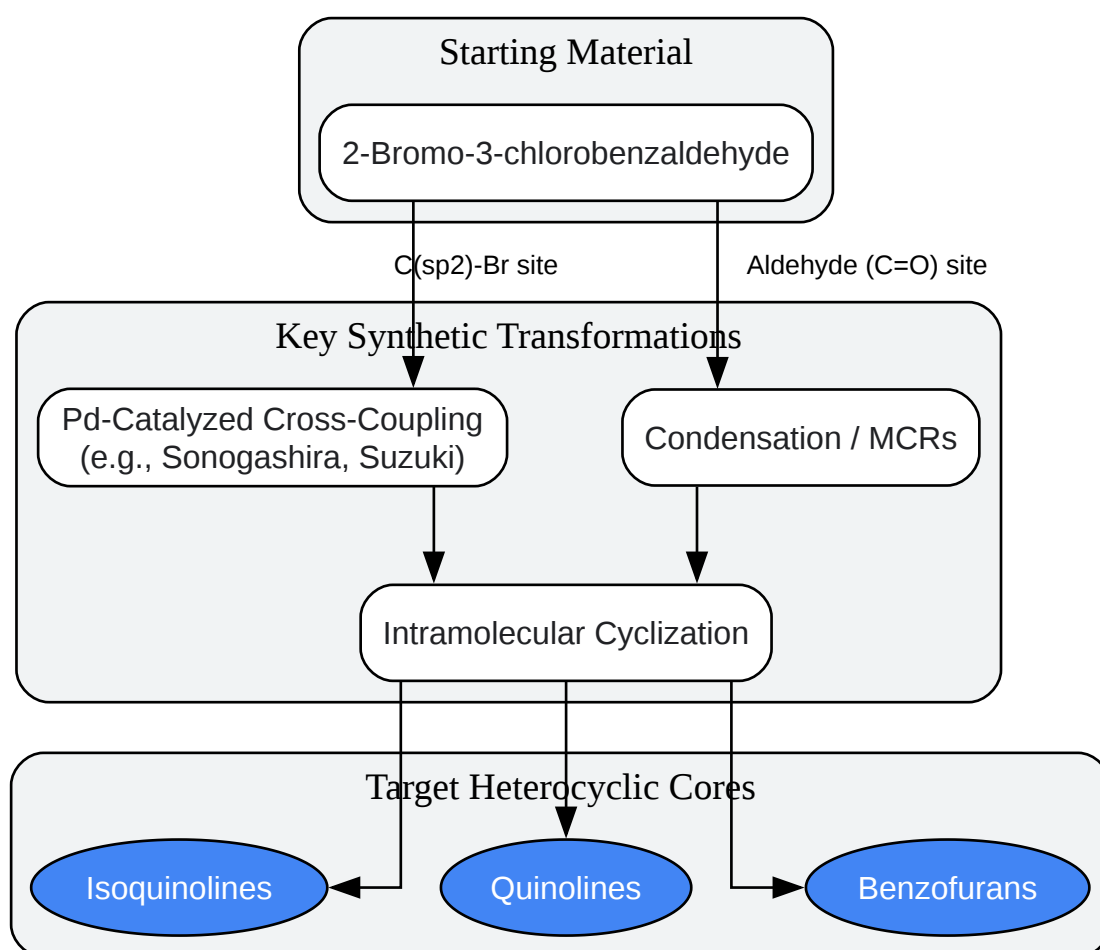 Starting Material
2-Bromo-3-chlorobenzaldehyde
C(sp2)-Br site
Aldehyde (C=O) site
Key Synthetic Transformations
Pd-Catalyzed Cross-Coupling
(e.g., Sonogashira, Suzuki)
Condensation / MCRs
Intramolecular Cyclization
Target Heterocyclic Cores
Isoquinolines
Quinolines
Benzofurans